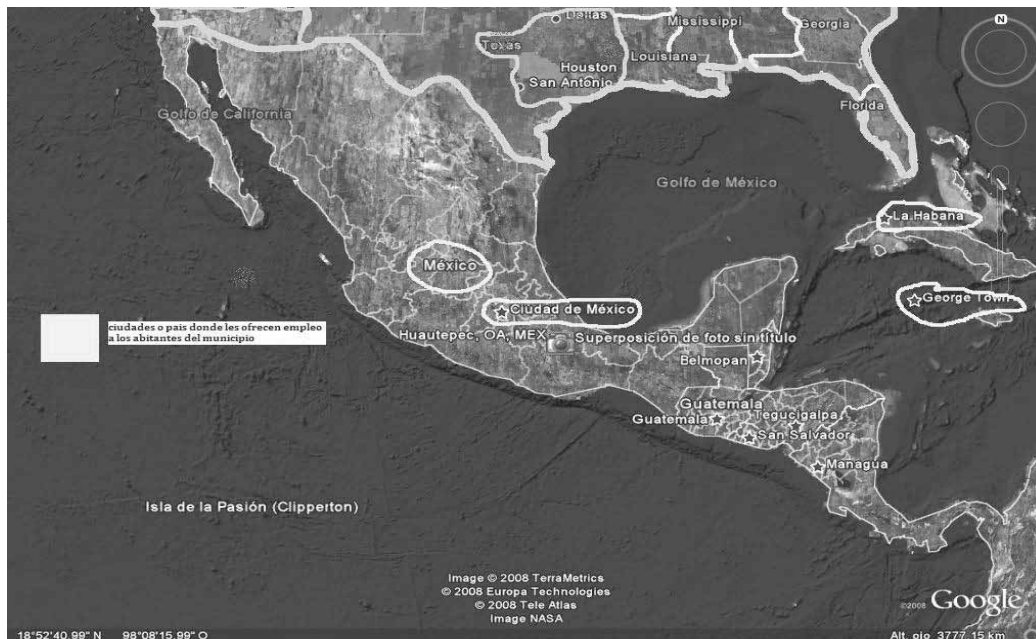 Dallas
Mississippi
Georgia
N
Texas
Louisiana
Houston
San Antonio
Florida
Golfo de California
Golfo de México
La Habana
México
George Town
Ciudad de México
ciudades o país donde les ofrecen empleo
a los abitantes del municipio
Huautepec, OA, MEX
Superposición de foto sin título
Belmopan
Guatemala
Tegucigalpa
Guatemala
San Salvador
Managua
Isla de la Pasión (Clipperton)
Image © 2008 TerraMetrics
© 2008 Europa Technologies
© 2008 Tele Atlas
Image NASA
©2008 Google
18°52'40.99" N 98°08'15.99" O
Alt. ojo 3777.15 km